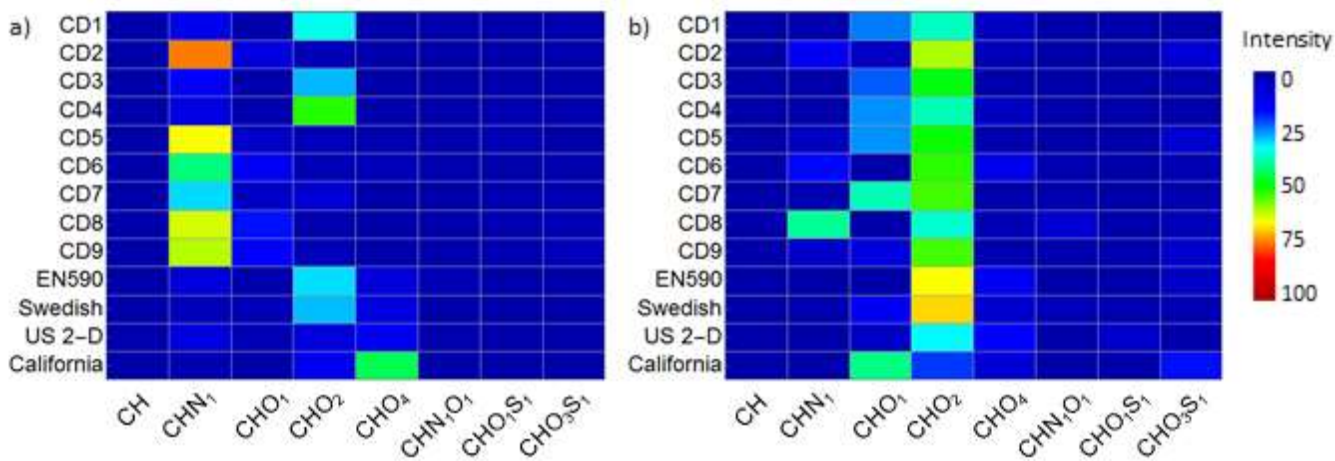 a)
CD1
CD2
CD3
CD4
CD5
CD6
CD7
CD8
CD9
EN590
Swedish
US 2-D
California
CH
CHN₁
CHO₁
CHO₂
CHO₄
CHN₁O₁
CHO₁S₁
CHO₃S₁
b)
CD1
CD2
CD3
CD4
CD5
CD6
CD7
CD8
CD9
EN590
Swedish
US 2-D
California
CH
CHN₁
CHO₁
CHO₂
CHO₄
CHN₁O₁
CHO₁S₁
CHO₃S₁
Intensity
0
25
50
75
100